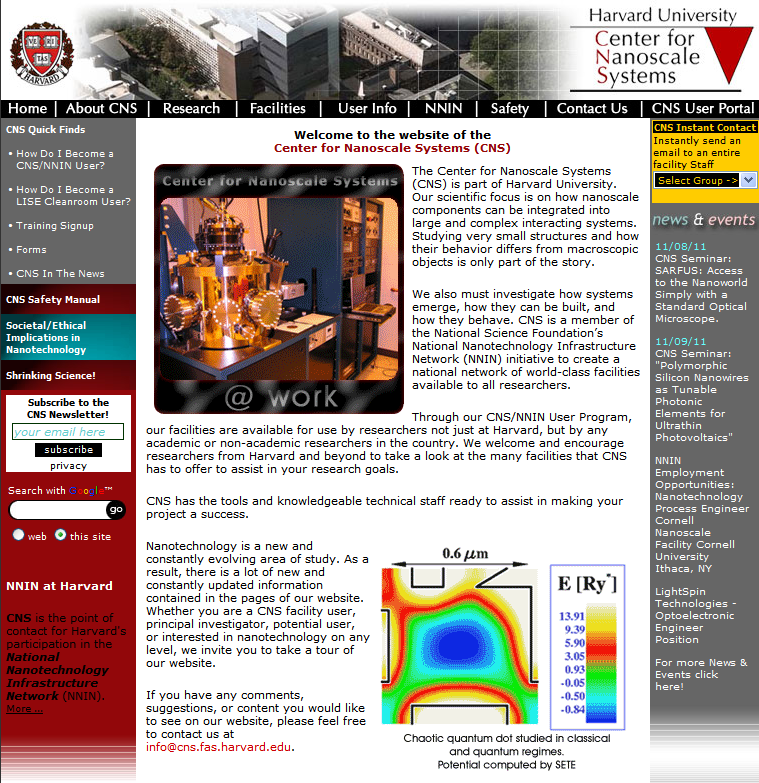 Harvard University
Center for
Nanoscale
Systems
VE RI
TAS
HARVARD
Home | About CNS | Research | Facilities | User Info | NNIN | Safety | Contact Us | CNS User Portal
CNS Quick Finds
• How Do I Become a
CNS/NNIN User?
• How Do I Become a
LISE Cleanroom User?
• Training Signup
• Forms
• CNS In The News
CNS Safety Manual
Societal/Ethical
Implications in
Nanotechnology
Shrinking Science!
Subscribe to the
CNS Newsletter!
your email here
subscribe
privacy
Search with Google™
go
web this site
NNIN at Harvard
CNS is the point of
contact for Harvard's
participation in the
National
Nanotechnology
Infrastructure
Network (NNIN).
More ...
Welcome to the website of the
Center for Nanoscale Systems (CNS)
Center for Nanoscale Systems
@ work
The Center for Nanoscale Systems
(CNS) is part of Harvard University.
Our scientific focus is on how nanoscale
components can be integrated into
large and complex interacting systems.
Studying very small structures and how
their behavior differs from macroscopic
objects is only part of the story.
We also must investigate how systems
emerge, how they can be built, and
how they behave. CNS is a member of
the National Science Foundation's
National Nanotechnology Infrastructure
Network (NNIN) initiative to create a
national network of world-class facilities
available to all researchers.
Through our CNS/NNIN User Program,
our facilities are available for use by researchers not just at Harvard, but by any
academic or non-academic researchers in the country. We welcome and encourage
researchers from Harvard and beyond to take a look at the many facilities that CNS
has to offer to assist in your research goals.
CNS has the tools and knowledgeable technical staff ready to assist in making your
project a success.
Nanotechnology is a new and
constantly evolving area of study. As a
result, there is a lot of new and
constantly updated information
contained in the pages of our website.
Whether you are a CNS facility user,
principal investigator, potential user,
or interested in nanotechnology on any
level, we invite you to take a tour of
our website.
If you have any comments,
suggestions, or content you would like
to see on our website, please feel free
to contact us at
info@cns.fas.harvard.edu.
0.6 μm
E [Ry*]
13.91
9.39
5.90
3.05
0.93
-0.05
-0.50
-0.84
Chaotic quantum dot studied in classical
and quantum regimes.
Potential computed by SETE
CNS Instant Contact
Instantly send an
email to an entire
facility Staff
Select Group ->
news & events
11/08/11
CNS Seminar:
SARFUS: Access
to the Nanoworld
Simply with a
Standard Optical
Microscope.
11/09/11
CNS Seminar:
"Polymorphic
Silicon Nanowires
as Tunable
Photonic
Elements for
Ultrathin
Photovoltaics"
NNIN
Employment
Opportunities:
Nanotechnology
Process Engineer
Cornell
Nanoscale
Facility Cornell
University
Ithaca, NY
LightSpin
Technologies -
Optoelectronic
Engineer
Position
For more News &
Events click
here!